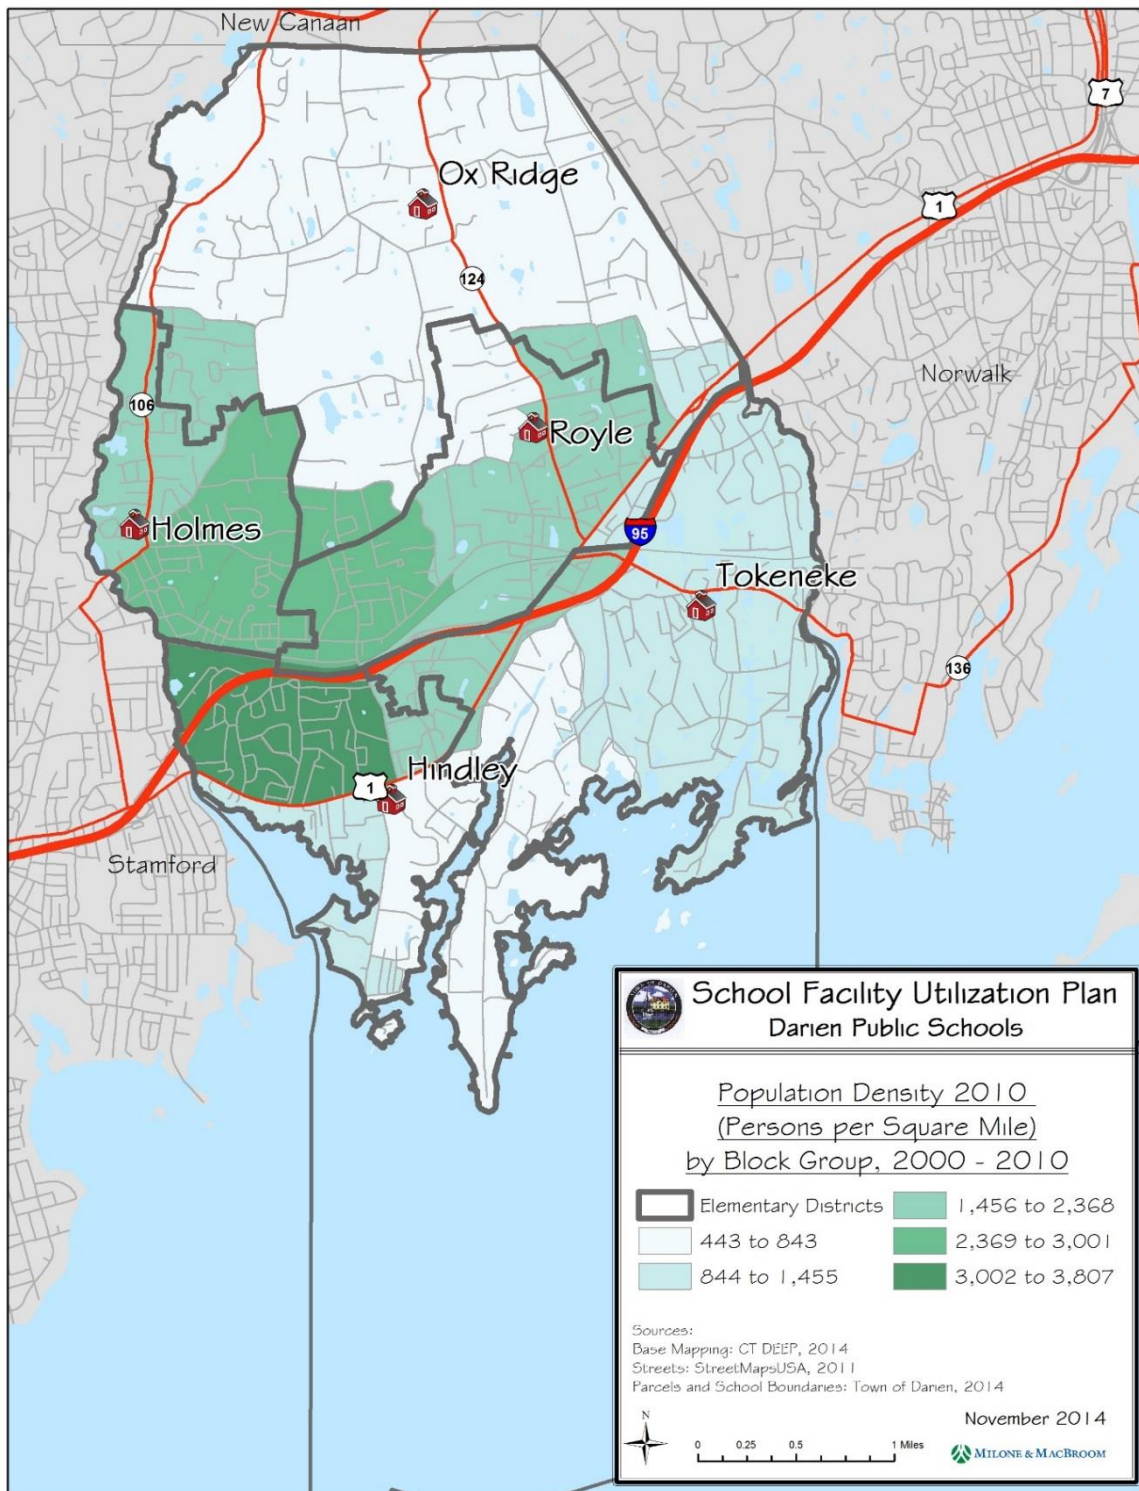 New Canaan
7
Ox Ridge
1
124
Norwalk
106
Royle
Holmes
95
Tokeneke
136
Hindley
1
Stamford
School Facility Utilization Plan
Darien Public Schools
Population Density 2010
(Persons per Square Mile)
by Block Group, 2000 - 2010
Elementary Districts
1,456 to 2,368
443 to 843
2,369 to 3,001
844 to 1,455
3,002 to 3,807
Sources:
Base Mapping: CT DEEP, 2014
Streets: StreetMapsUSA, 2011
Parcels and School Boundaries: Town of Darien, 2014
N
November 2014
0 0.25 0.5 1 Miles
MILONE & MACBROOM